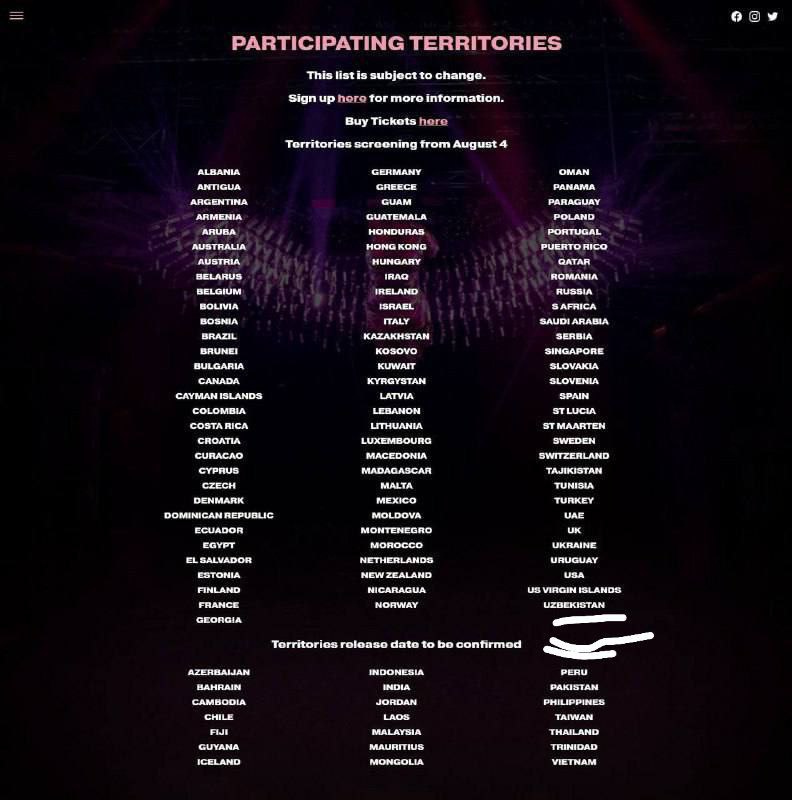 PARTICIPATING TERRITORIES
This list is subject to change.
Sign up here for more information.
Buy Tickets here
Territories screening from August 4
ALBANIA
ANTIGUA
ARGENTINA
ARMENIA
ARUBA
AUSTRALIA
AUSTRIA
BELARUS
BELGIUM
BOLIVIA
BOSNIA
BRAZIL
BRUNEI
BULGARIA
CANADA
CAYMAN ISLANDS
COLOMBIA
COSTA RICA
CROATIA
CURACAO
CYPRUS
CZECH
DENMARK
DOMINICAN REPUBLIC
ECUADOR
EGYPT
EL SALVADOR
ESTONIA
FINLAND
FRANCE
GEORGIA
GERMANY
GREECE
GUAM
GUATEMALA
HONDURAS
HONG KONG
HUNGARY
IRAQ
IRELAND
ISRAEL
ITALY
KAZAKHSTAN
KOSOVO
KUWAIT
KYRGYSTAN
LATVIA
LEBANON
LITHUANIA
LUXEMBOURG
MACEDONIA
MADAGASCAR
MALTA
MEXICO
MOLDOVA
MONTENEGRO
MOROCCO
NETHERLANDS
NEW ZEALAND
NICARAGUA
NORWAY
OMAN
PANAMA
PARAGUAY
POLAND
PORTUGAL
PUERTO RICO
QATAR
ROMANIA
RUSSIA
S AFRICA
SAUDI ARABIA
SERBIA
SINGAPORE
SLOVAKIA
SLOVENIA
SPAIN
ST LUCIA
ST MAARTEN
SWEDEN
SWITZERLAND
TAJIKISTAN
TUNISIA
TURKEY
UAE
UK
UKRAINE
URUGUAY
USA
US VIRGIN ISLANDS
UZBEKISTAN
Territories release date to be confirmed
AZERBAIJAN
BAHRAIN
CAMBODIA
CHILE
FIJI
GUYANA
ICELAND
INDONESIA
INDIA
JORDAN
LAOS
MALAYSIA
MAURITIUS
MONGOLIA
PERU
PAKISTAN
PHILIPPINES
TAIWAN
THAILAND
TRINIDAD
VIETNAM